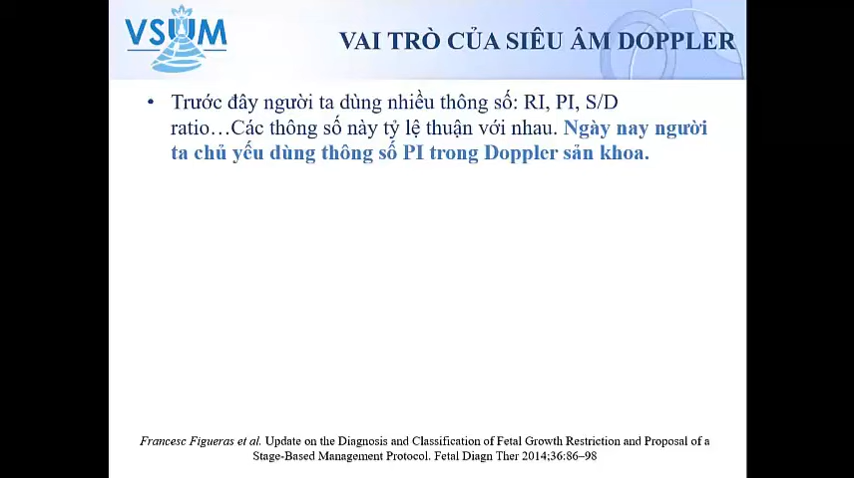 VSUM
VAI TRÒ CỦA SIÊU ÂM DOPPLER
• Trước đây người ta dùng nhiều thông số: RI, PI, S/D
ratio…Các thông số này tỷ lệ thuận với nhau. Ngày nay người
ta chủ yếu dùng thông số PI trong Doppler sản khoa.
Francesc Figueras et al. Update on the Diagnosis and Classification of Fetal Growth Restriction and Proposal of a
Stage-Based Management Protocol. Fetal Diagn Ther 2014;36:86–98